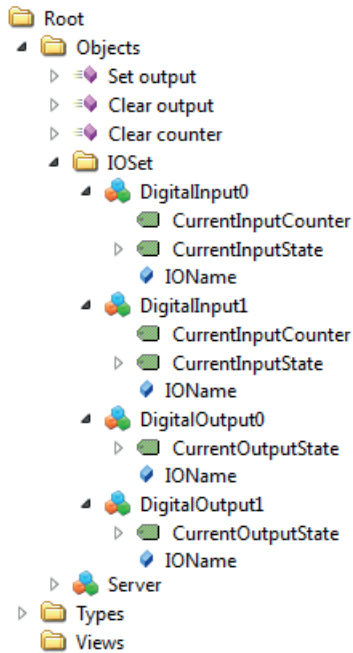 Root
Objects
Set output
Clear output
Clear counter
IOSet
DigitalInput0
CurrentInputCounter
CurrentInputState
IOName
DigitalInput1
CurrentInputCounter
CurrentInputState
IOName
DigitalOutput0
CurrentOutputState
IOName
DigitalOutput1
CurrentOutputState
IOName
Server
Types
Views